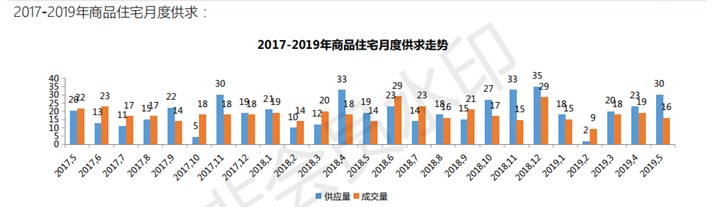 2017-2019年商品住宅月度供求：
2017-2019年商品住宅月度供求走势
40
35
30
25
20
15
10
5
0
20 22 13 23 11 17 15 17 22 14 5 18 30 18 19 18 21 19 10 14 12 20 33 18 19 14 23 29 14 23 18 16 15 21 27 17 33 15 35 29 18 15 2 9 20 18 23 19 30 16
2017.5 2017.6 2017.7 2017.8 2017.9 2017.10 2017.11 2017.12 2018.1 2018.2 2018.3 2018.4 2018.5 2018.6 2018.7 2018.8 2018.9 2018.10 2018.11 2018.12 2019.1 2019.2 2019.3 2019.4 2019.5
供应量 成交量
非会员水印